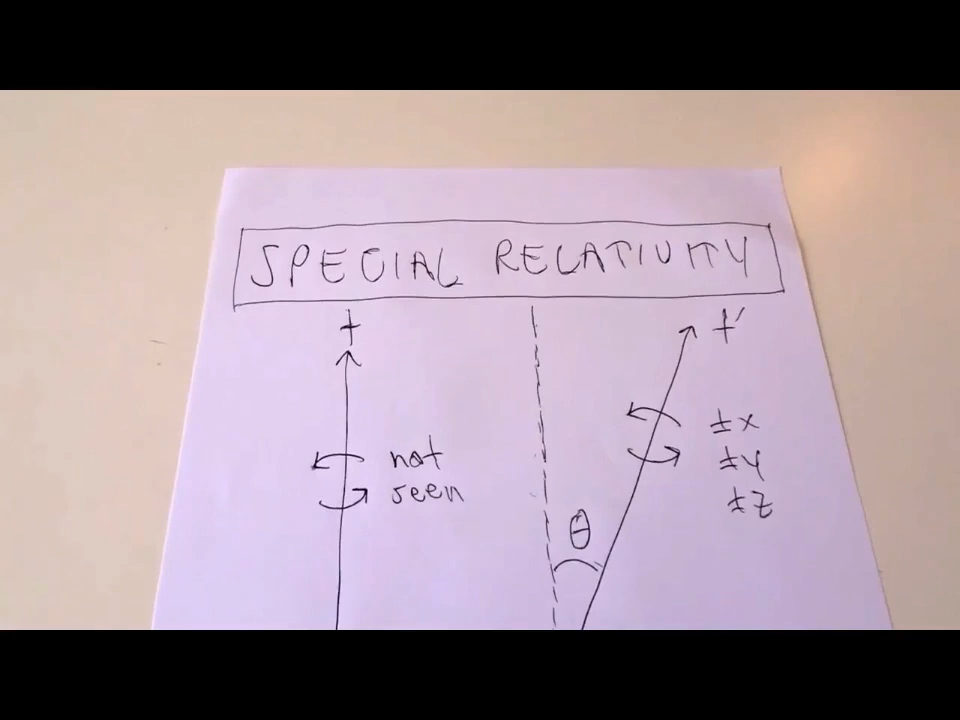 SPECIAL RELATIVITY
t
t'
not
seen
±x
±y
±z
θ